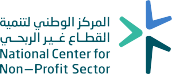 المركز الوطني لتنمية
القطاع غير الربحي
National Center for
Non-Profit Sector